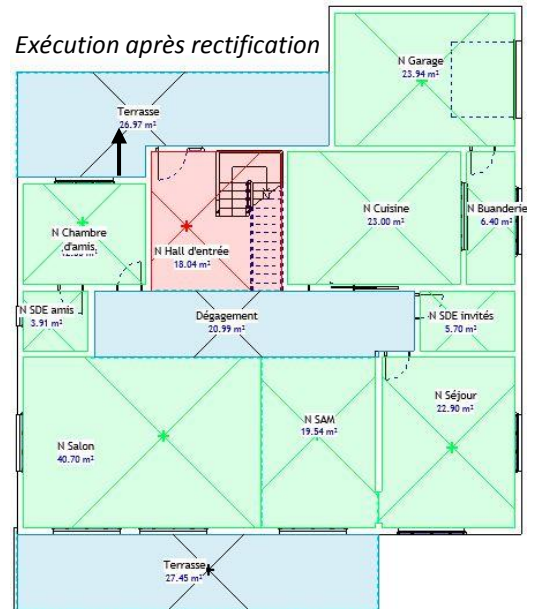 Exécution après rectification
N Garage
23.94 m²
Terrasse
26.97 m²
N Chambre
d'amis
N Hall d'entrée
18.04 m²
N Cuisine
23.00 m²
N Buanderie
6.40 m²
N SDE amis
3.91 m²
Dégagement
20.99 m²
N SDE invités
5.70 m²
N Salon
40.70 m²
N SAM
19.54 m²
N Séjour
22.90 m²
Terrasse
27.45 m²